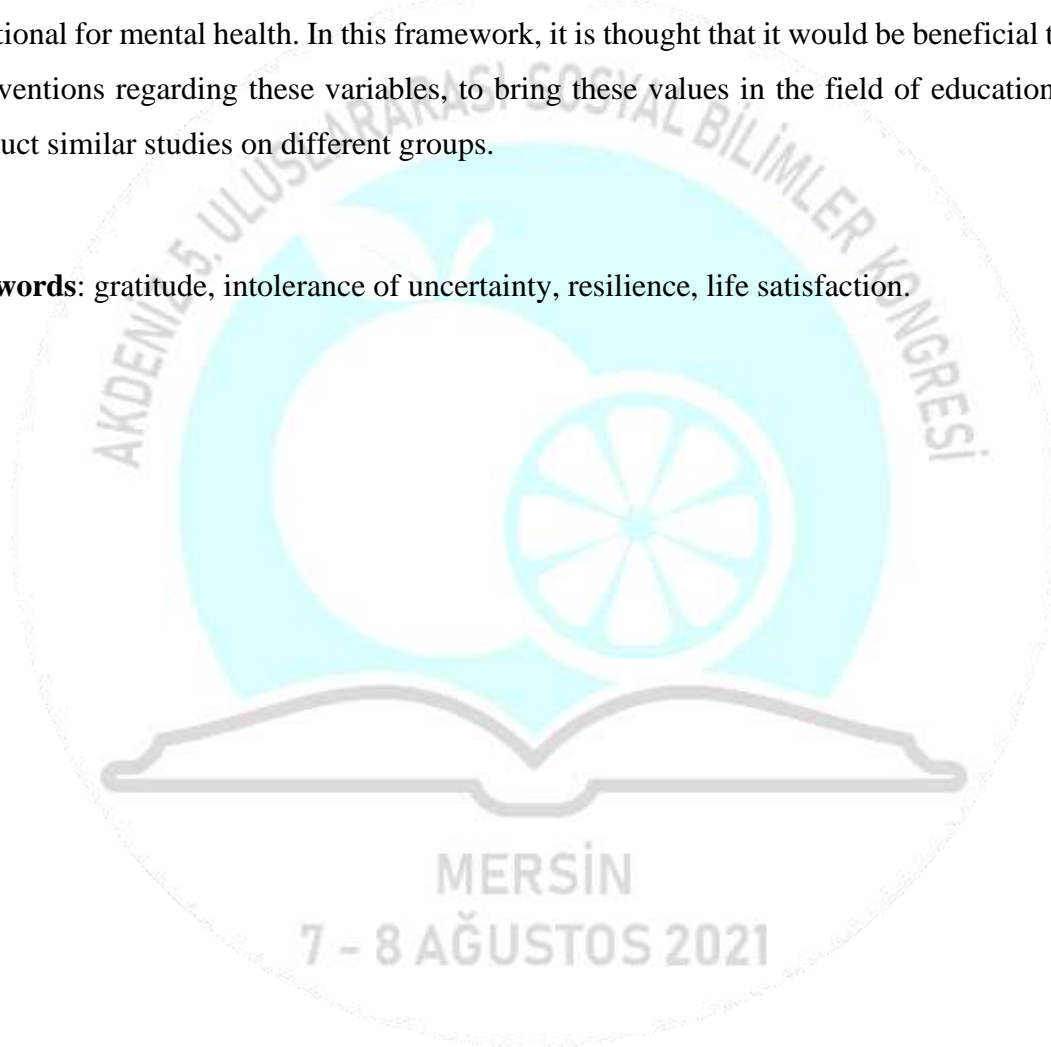 tional for mental health. In this framework, it is thought that it would be beneficial t
ventions regarding these variables, to bring these values in the field of education
uct similar studies on different groups.
words: gratitude, intolerance of uncertainty, resilience, life satisfaction.
AKDENİZ 5. ULUSLARARASI SOSYAL BİLİMLER KONGRESİ
MERSİN
7 - 8 AĞUSTOS 2021